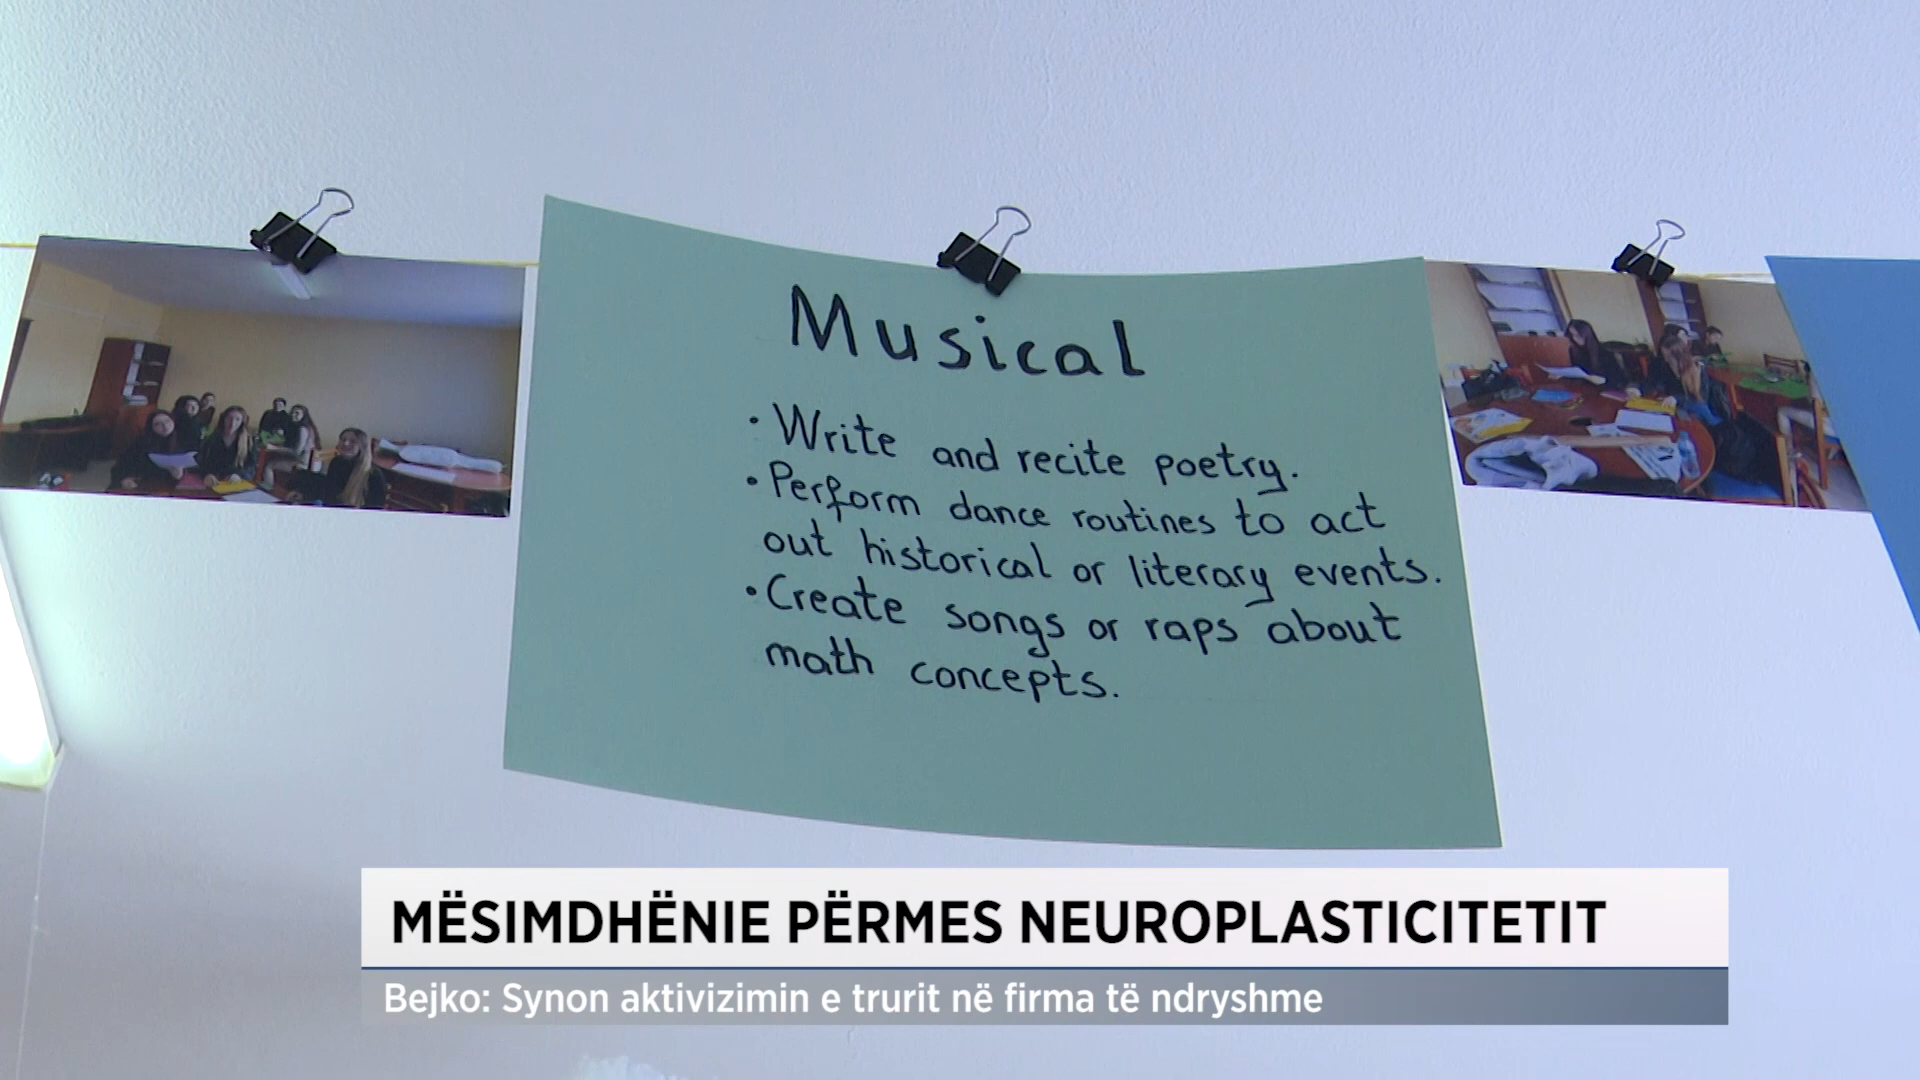 Musical
• Write and recite poetry.
• Perform dance routines to act
out historical or literary events.
• Create songs or raps about
math concepts.
MËSIMDHËNIE PËRMES NEUROPLASTICITETIT
Bejko: Synon aktivizimin e trurit në firma të ndryshme